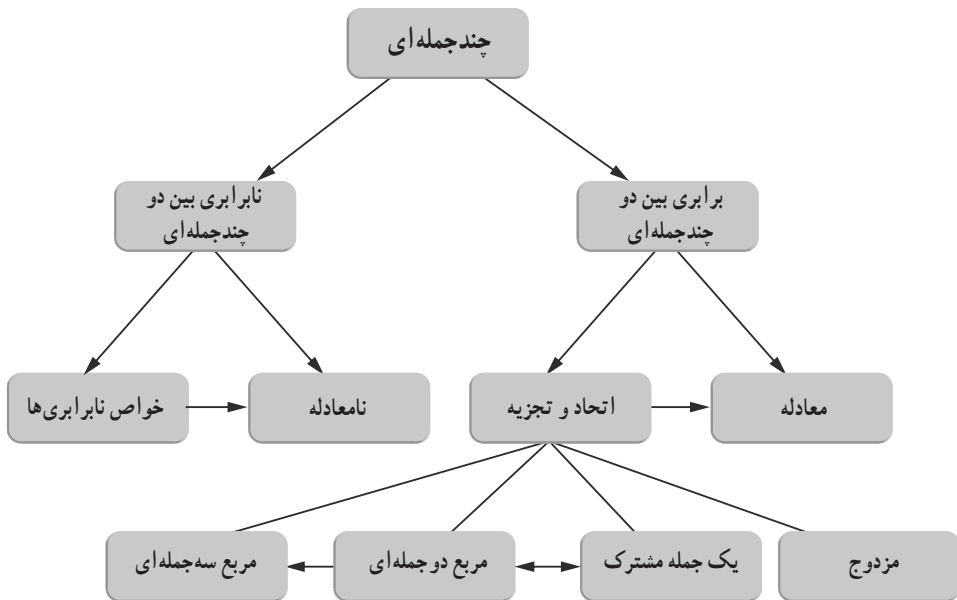 چندجمله‌ای
برابری بین دو
چندجمله‌ای
نابرابری بین دو
چندجمله‌ای
معادله
اتحاد و تجزیه
نامعادله
خواص نابرابری‌ها
مزدوج
یک جمله مشترک
مربع دوجمله‌ای
مربع سه‌جمله‌ای